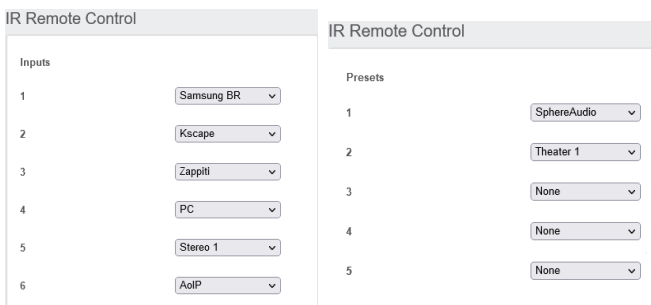 IR Remote Control
Inputs
1 Samsung BR
2 Kscape
3 Zappiti
4 PC
5 Stereo 1
6 AoIP
IR Remote Control
Presets
1 SphereAudio
2 Theater 1
3 None
4 None
5 None